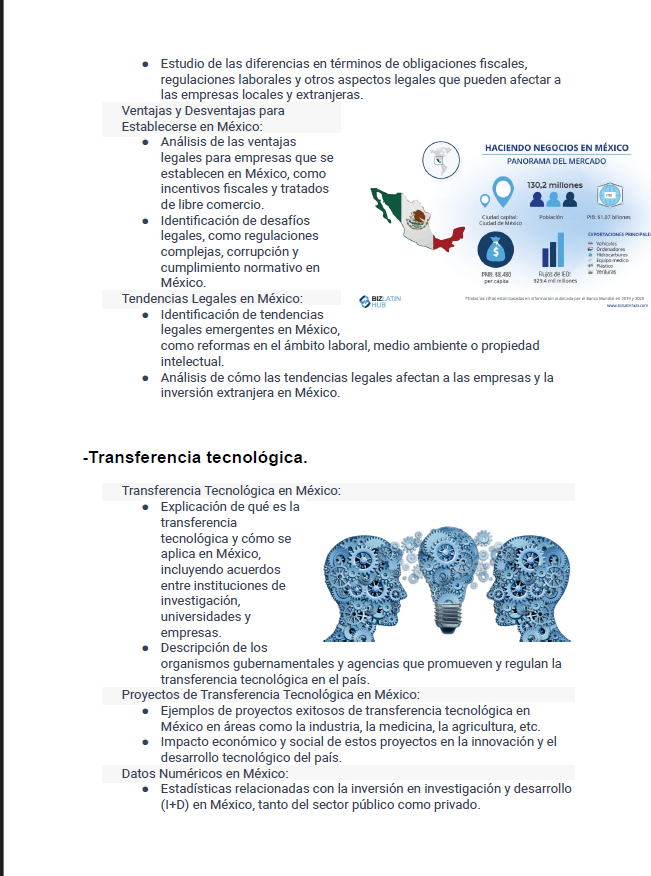 ● Estudio de las diferencias en términos de obligaciones fiscales,
regulaciones laborales y otros aspectos legales que pueden afectar a
las empresas locales y extranjeras.
Ventajas y Desventajas para
Establecerse en México:
● Análisis de las ventajas
legales para empresas que se
establecen en México, como
incentivos fiscales y tratados
de libre comercio.
● Identificación de desafíos
legales, como regulaciones
complejas, corrupción y
cumplimiento normativo en
México.
HACIENDO NEGOCIOS EN MÉXICO
PANORAMA DEL MERCADO
130,2 millones
Ciudad capital:
Ciudad de México
Población
PIB: $1.07 billones
PNB: $8.480
per cápita
Flujos de IED:
$29.4 mil millones
EXPORTACIONES PRINCIPALE
Vehículos
Ordenadores
Hidrocarburos
Equipo médico
Plástico
Verduras
BIZLATIN
HUB
*Todas las cifras están basadas en información publicada por el Banco Mundial en 2019 y 2020
www.bizlatinhub.com
Tendencias Legales en México:
● Identificación de tendencias
legales emergentes en México,
como reformas en el ámbito laboral, medio ambiente o propiedad
intelectual.
● Análisis de cómo las tendencias legales afectan a las empresas y la
inversión extranjera en México.
-Transferencia tecnológica.
Transferencia Tecnológica en México:
● Explicación de qué es la
transferencia
tecnológica y cómo se
aplica en México,
incluyendo acuerdos
entre instituciones de
investigación,
universidades y
empresas.
● Descripción de los
organismos gubernamentales y agencias que promueven y regulan la
transferencia tecnológica en el país.
Proyectos de Transferencia Tecnológica en México:
● Ejemplos de proyectos exitosos de transferencia tecnológica en
México en áreas como la industria, la medicina, la agricultura, etc.
● Impacto económico y social de estos proyectos en la innovación y el
desarrollo tecnológico del país.
Datos Numéricos en México:
● Estadísticas relacionadas con la inversión en investigación y desarrollo
(I+D) en México, tanto del sector público como privado.